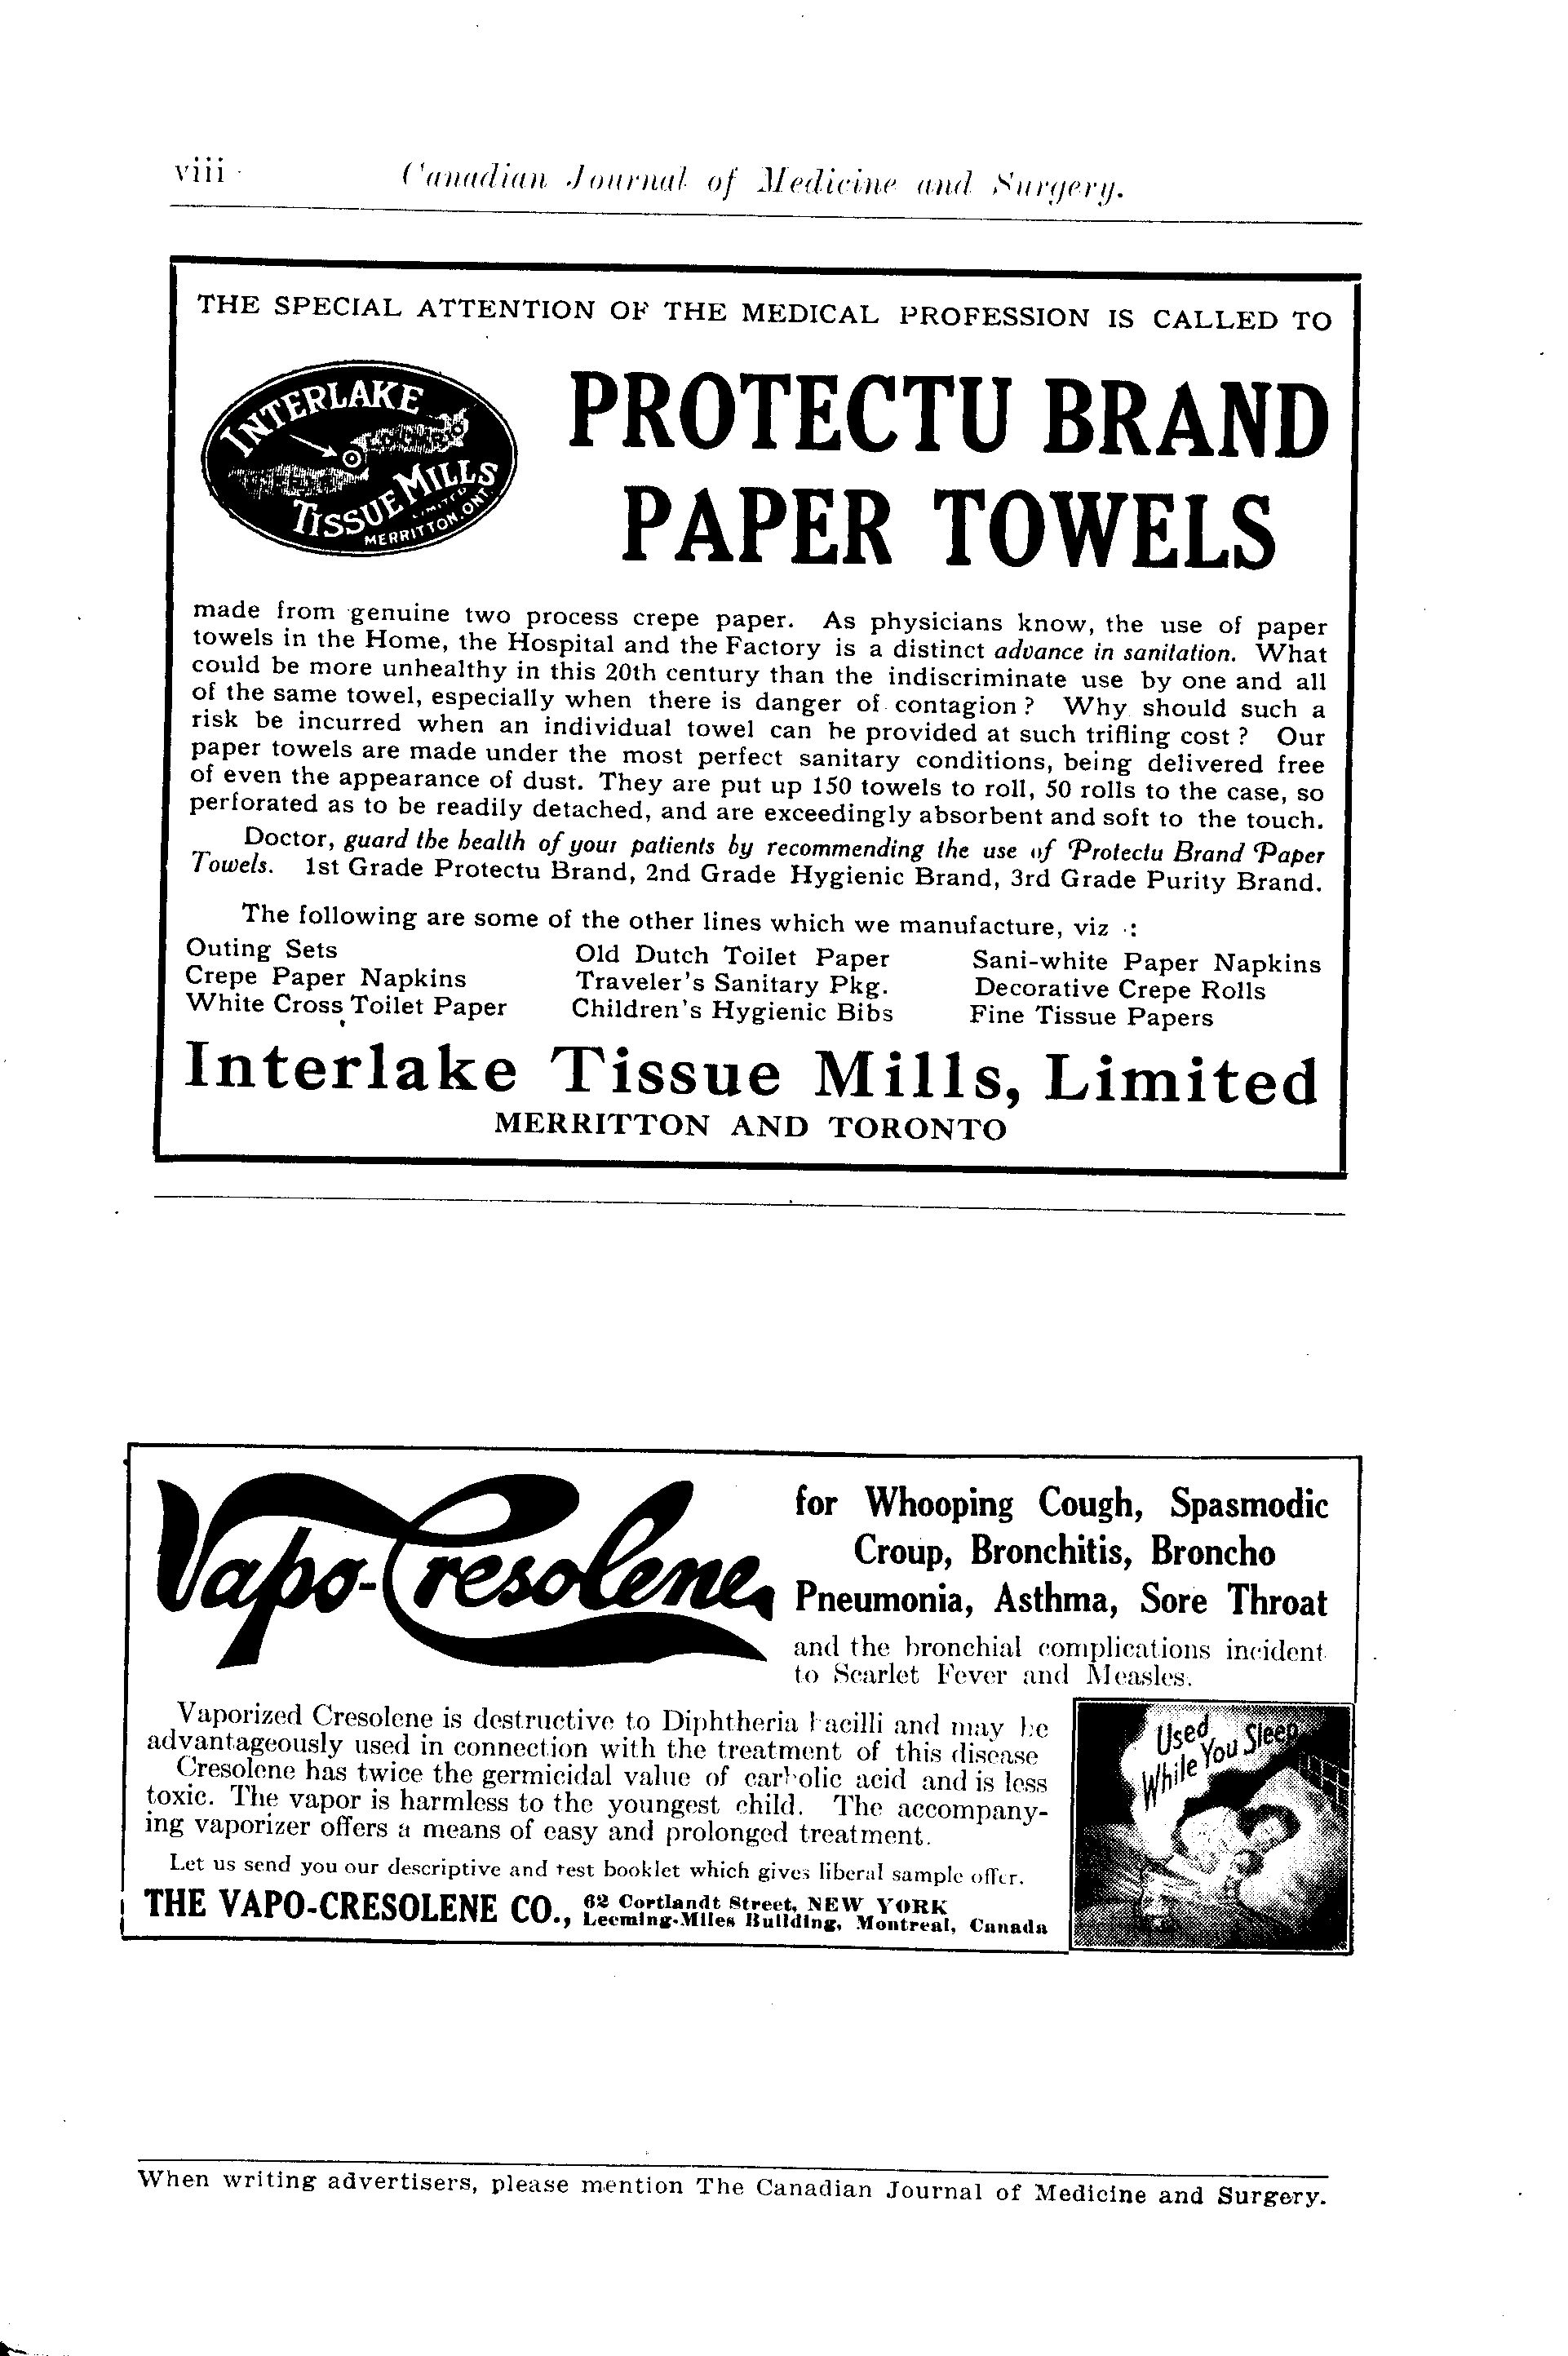 viii
Canadian Journal of Medicine and Surgery.
THE SPECIAL ATTENTION OF THE MEDICAL PROFESSION IS CALLED TO
INTERLAKE
TISSUE MILLS
LIMITED
MERRITTON. ONT.
PROTECTU BRAND
PAPER TOWELS
made from genuine two process crepe paper. As physicians know, the use of paper
towels in the Home, the Hospital and the Factory is a distinct advance in sanitation. What
could be more unhealthy in this 20th century than the indiscriminate use by one and all
of the same towel, especially when there is danger of contagion? Why should such a
risk be incurred when an individual towel can be provided at such trifling cost? Our
paper towels are made under the most perfect sanitary conditions, being delivered free
of even the appearance of dust. They are put up 150 towels to roll, 50 rolls to the case, so
perforated as to be readily detached, and are exceedingly absorbent and soft to the touch.
Doctor, guard the health of your patients by recommending the use of Protectu Brand Paper
Towels. 1st Grade Protectu Brand, 2nd Grade Hygienic Brand, 3rd Grade Purity Brand.
The following are some of the other lines which we manufacture, viz.:
Outing Sets Old Dutch Toilet Paper Sani-white Paper Napkins
Crepe Paper Napkins Traveler's Sanitary Pkg. Decorative Crepe Rolls
White Cross Toilet Paper Children's Hygienic Bibs Fine Tissue Papers
Interlake Tissue Mills, Limited
MERRITTON AND TORONTO
Vapo-Cresolene
for Whooping Cough, Spasmodic
Croup, Bronchitis, Broncho
Pneumonia, Asthma, Sore Throat
and the bronchial complications incident
to Scarlet Fever and Measles.
Vaporized Cresolene is destructive to Diphtheria bacilli and may be
advantageously used in connection with the treatment of this disease
Cresolene has twice the germicidal value of carbolic acid and is less
toxic. The vapor is harmless to the youngest child. The accompany-
ing vaporizer offers a means of easy and prolonged treatment.
Let us send you our descriptive and test booklet which gives liberal sample offer.
THE VAPO-CRESOLENE CO., 62 Cortlandt Street, NEW YORK
Leeming-Miles Building, Montreal, Canada
Used
While You Sleep
When writing advertisers, please mention The Canadian Journal of Medicine and Surgery.